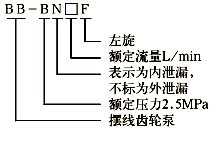 BB-BN□F
左旋
额定流量L/min
表示为内泄漏，
不标为外泄漏
额定压力2.5MPa
摆线齿轮泵